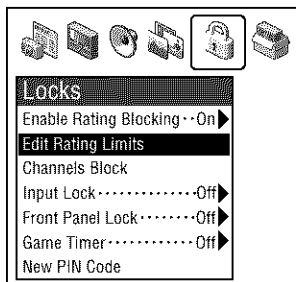 Locks
Enable Rating Blocking··On
Edit Rating Limits
Channels Block
Input Lock·············Off
Front Panel Lock·······Off
Game Timer············Off
New PIN Code